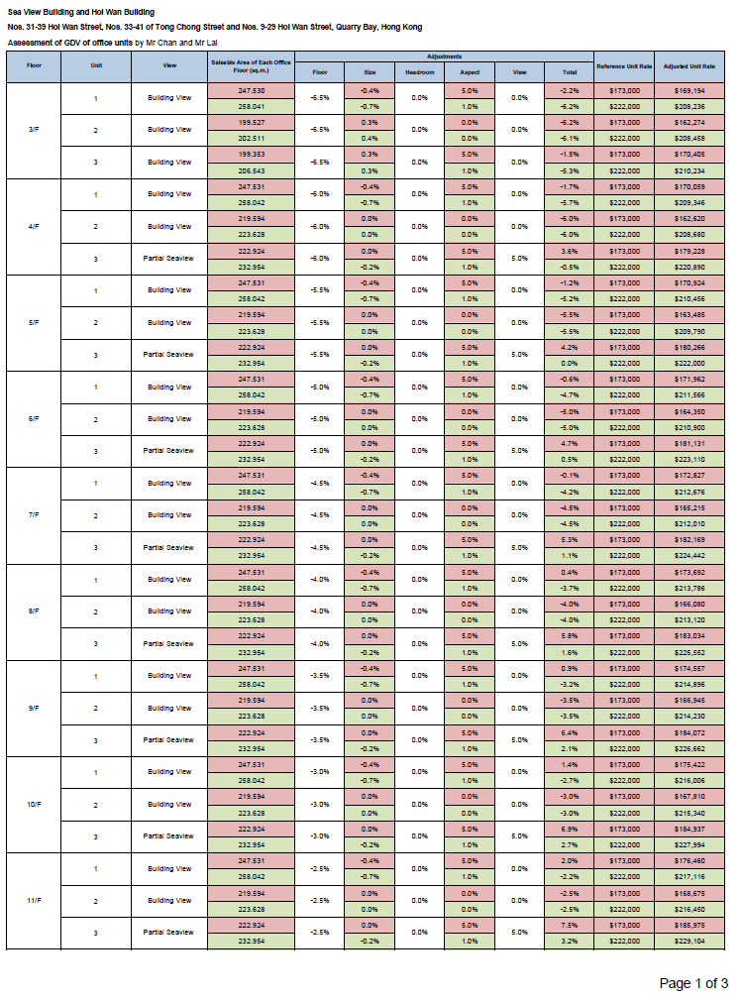 Sea View Building and Hoi Wan Building
Nos. 31-39 Hoi Wan Street, Nos. 33-41 of Tong Chong Street and Nos. 9-29 Hoi Wan Street, Quarry Bay, Hong Kong
Assessment of GDV of office units by Mr Chan and Mr Lai
Floor Unit View Saleable Area of Each Office Floor (sq.m.) Adjustments Reference Unit Rate Adjusted Unit Rate
Floor Size Headroom Aspect View Total
3/F 1 Building View 247.530 -6.5% -0.4% 0.0% 5.0% 0.0% -2.2% $173,000 $169,194
258.041 -0.7% 1.0% -6.2% $222,000 $208,236
2 Building View 199.527 -6.5% 0.3% 0.0% 0.0% 0.0% -6.2% $173,000 $162,274
202.511 0.4% 0.0% -6.1% $222,000 $208,458
3 Building View 199.353 -6.5% 0.3% 0.0% 5.0% 0.0% -1.5% $173,000 $170,405
206.543 0.3% 1.0% -5.3% $222,000 $210,234
4/F 1 Building View 247.531 -6.0% -0.4% 0.0% 5.0% 0.0% -1.7% $173,000 $170,059
258.042 -0.7% 1.0% -5.7% $222,000 $209,346
2 Building View 219.594 -6.0% 0.0% 0.0% 0.0% 0.0% -6.0% $173,000 $162,620
223.628 0.0% 0.0% -6.0% $222,000 $208,680
3 Partial Seaview 222.924 -6.0% 0.0% 0.0% 5.0% 5.0% 3.6% $173,000 $179,228
232.954 -0.2% 1.0% -0.5% $222,000 $220,890
5/F 1 Building View 247.531 -5.5% -0.4% 0.0% 5.0% 0.0% -1.2% $173,000 $170,924
258.042 -0.7% 1.0% -5.2% $222,000 $210,456
2 Building View 219.594 -5.5% 0.0% 0.0% 0.0% 0.0% -5.5% $173,000 $163,485
223.628 0.0% 0.0% -5.5% $222,000 $209,790
3 Partial Seaview 222.924 -5.5% 0.0% 0.0% 5.0% 5.0% 4.2% $173,000 $180,266
232.954 -0.2% 1.0% 0.0% $222,000 $222,000
6/F 1 Building View 247.531 -5.0% -0.4% 0.0% 5.0% 0.0% -0.6% $173,000 $171,962
258.042 -0.7% 1.0% -4.7% $222,000 $211,566
2 Building View 219.594 -5.0% 0.0% 0.0% 0.0% 0.0% -5.0% $173,000 $164,350
223.628 0.0% 0.0% -5.0% $222,000 $210,900
3 Partial Seaview 222.924 -5.0% 0.0% 0.0% 5.0% 5.0% 4.7% $173,000 $181,131
232.954 -0.2% 1.0% 0.5% $222,000 $223,110
7/F 1 Building View 247.531 -4.5% -0.4% 0.0% 5.0% 0.0% -0.1% $173,000 $172,827
258.042 -0.7% 1.0% -4.2% $222,000 $212,676
2 Building View 219.594 -4.5% 0.0% 0.0% 0.0% 0.0% -4.5% $173,000 $165,215
223.628 0.0% 0.0% -4.5% $222,000 $212,010
3 Partial Seaview 222.924 -4.5% 0.0% 0.0% 5.0% 5.0% 5.3% $173,000 $182,169
232.954 -0.2% 1.0% 1.1% $222,000 $224,442
8/F 1 Building View 247.531 -4.0% -0.4% 0.0% 5.0% 0.0% 0.4% $173,000 $173,692
258.042 -0.7% 1.0% -3.7% $222,000 $213,786
2 Building View 219.594 -4.0% 0.0% 0.0% 0.0% 0.0% -4.0% $173,000 $166,080
223.628 0.0% 0.0% -4.0% $222,000 $213,120
3 Partial Seaview 222.924 -4.0% 0.0% 0.0% 5.0% 5.0% 5.8% $173,000 $183,034
232.954 -0.2% 1.0% 1.6% $222,000 $225,552
9/F 1 Building View 247.531 -3.5% -0.4% 0.0% 5.0% 0.0% 0.9% $173,000 $174,557
258.042 -0.7% 1.0% -3.2% $222,000 $214,896
2 Building View 219.594 -3.5% 0.0% 0.0% 0.0% 0.0% -3.5% $173,000 $166,945
223.628 0.0% 0.0% -3.5% $222,000 $214,230
3 Partial Seaview 222.924 -3.5% 0.0% 0.0% 5.0% 5.0% 6.4% $173,000 $184,072
232.954 -0.2% 1.0% 2.1% $222,000 $226,662
10/F 1 Building View 247.531 -3.0% -0.4% 0.0% 5.0% 0.0% 1.4% $173,000 $175,422
258.042 -0.7% 1.0% -2.7% $222,000 $216,006
2 Building View 219.594 -3.0% 0.0% 0.0% 0.0% 0.0% -3.0% $173,000 $167,810
223.628 0.0% 0.0% -3.0% $222,000 $215,340
3 Partial Seaview 222.924 -3.0% 0.0% 0.0% 5.0% 5.0% 6.9% $173,000 $184,937
232.954 -0.2% 1.0% 2.7% $222,000 $227,994
11/F 1 Building View 247.531 -2.5% -0.4% 0.0% 5.0% 0.0% 2.0% $173,000 $176,460
258.042 -0.7% 1.0% -2.2% $222,000 $217,116
2 Building View 219.594 -2.5% 0.0% 0.0% 0.0% 0.0% -2.5% $173,000 $168,675
223.628 0.0% 0.0% -2.5% $222,000 $216,450
3 Partial Seaview 222.924 -2.5% 0.0% 0.0% 5.0% 5.0% 7.5% $173,000 $185,975
232.954 -0.2% 1.0% 3.2% $222,000 $229,104
Page 1 of 3